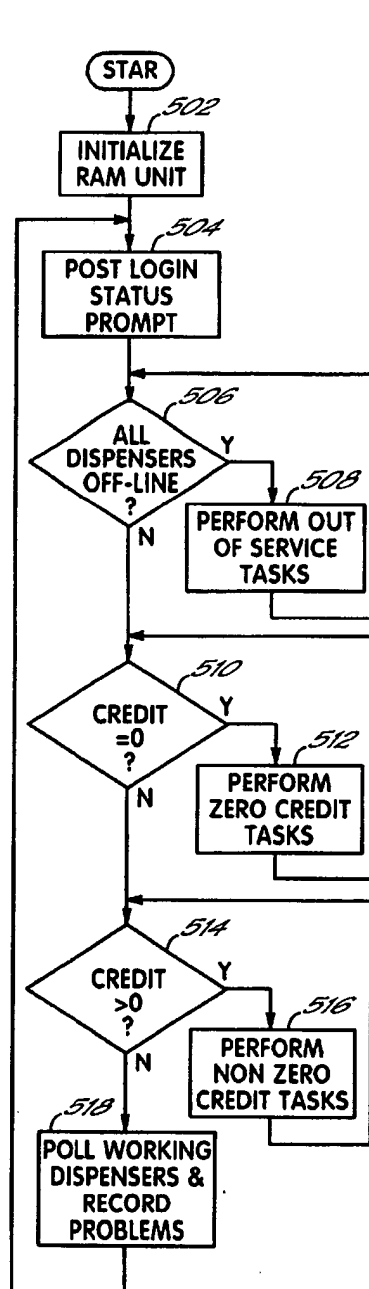 STAR
502
INITIALIZE
RAM UNIT
504
POST LOGIN
STATUS
PROMPT
506
ALL
DISPENSERS
OFF-LINE
?
Y
N
508
PERFORM OUT
OF SERVICE
TASKS
510
CREDIT
=0
?
Y
N
512
PERFORM
ZERO CREDIT
TASKS
514
CREDIT
>0
?
Y
N
516
PERFORM
NON ZERO
CREDIT TASKS
518
POLL WORKING
DISPENSERS &
RECORD
PROBLEMS